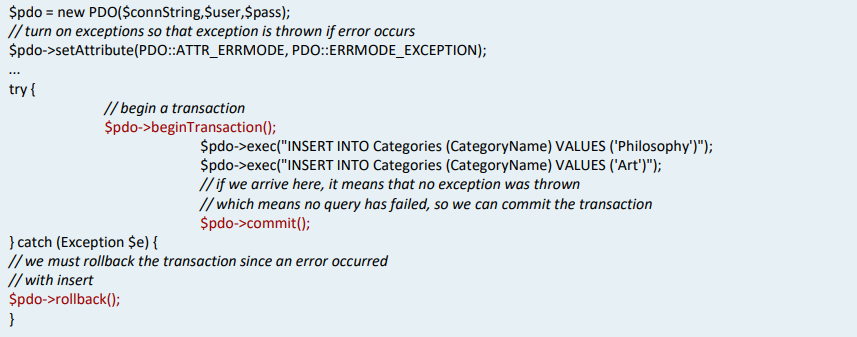 $pdo = new PDO($connString,$user,$pass);
// turn on exceptions so that exception is thrown if error occurs
$pdo->setAttribute(PDO::ATTR_ERRMODE, PDO::ERRMODE_EXCEPTION);
...
try {
// begin a transaction
$pdo->beginTransaction();
$pdo->exec("INSERT INTO Categories (CategoryName) VALUES ('Philosophy')");
$pdo->exec("INSERT INTO Categories (CategoryName) VALUES ('Art')");
// if we arrive here, it means that no exception was thrown
// which means no query has failed, so we can commit the transaction
$pdo->commit();
} catch (Exception $e) {
// we must rollback the transaction since an error occurred
// with insert
$pdo->rollback();
}